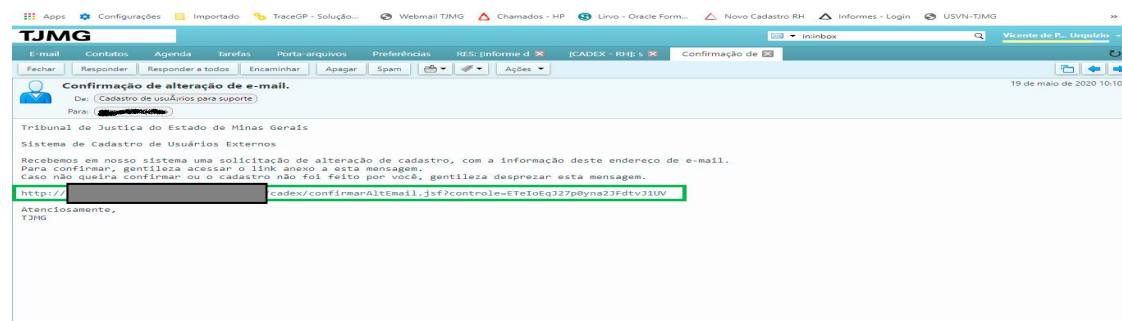 Apps Configurações Importado TraceGP - Solução... Webmail TJMG Chamados - HP Lirvo - Oracle Form... Novo Cadastro RH Informes - Login USVN-TJMG »
TJMG in:inbox Vicente de P... Urquizio
E-mail Contatos Agenda Tarefas Porta-arquivos Preferências RES: [Informe d [CADEX - RH]: s Confirmação de
Fechar Responder Responder a todos Encaminhar Apagar Spam Ações
Confirmação de alteração de e-mail. 19 de maio de 2020 10:10
De: Cadastro de usuÃ¡rios para suporte
Para:
Tribunal de Justiça do Estado de Minas Gerais
Sistema de Cadastro de Usuários Externos
Recebemos em nosso sistema uma solicitação de alteração de cadastro, com a informação deste endereço de e-mail.
Para confirmar, gentileza acessar o link anexo a esta mensagem.
Caso não queira confirmar ou o cadastro não foi feito por você, gentileza desprezar esta mensagem.
http:// /cadex/confirmarAltEmail.jsf?controle=ETeIoEqJ27p0yna2JFdtvJ1UV
Atenciosamente,
TJMG